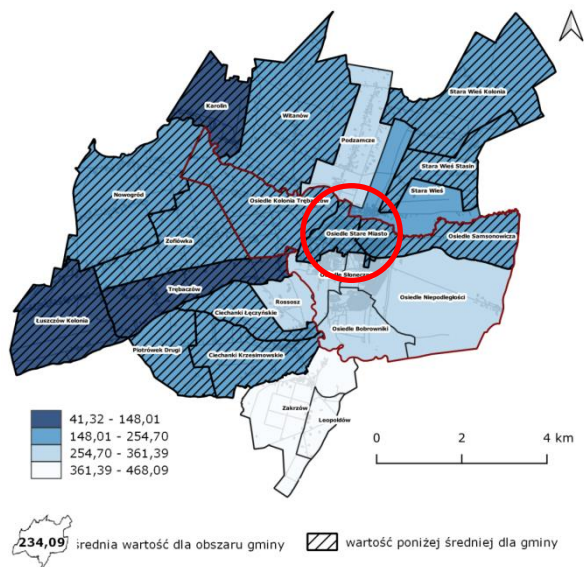 Karolin
Witanów
Podzamcze
Stara Wieś Kolonia
Stara Wieś Stasin
Stara Wieś
Nowogród
Osiedle Kolonia Trębaczów
Zofiówka
Osiedle Stare Miasto
Osiedle Samsonowicza
Osiedle Słoneczne
Trębaczów
Osiedle Niepodległości
Rossosz
Ciechanki Łęczyńskie
Łuszczów Kolonia
Osiedle Bobrowniki
Piotrówek Drugi
Ciechanki Krzesimowskie
Zakrzów
Leopoldów
41,32 - 148,01
148,01 - 254,70
254,70 - 361,39
361,39 - 468,09
0 2 4 km
234,09 średnia wartość dla obszaru gminy
wartość poniżej średniej dla gminy